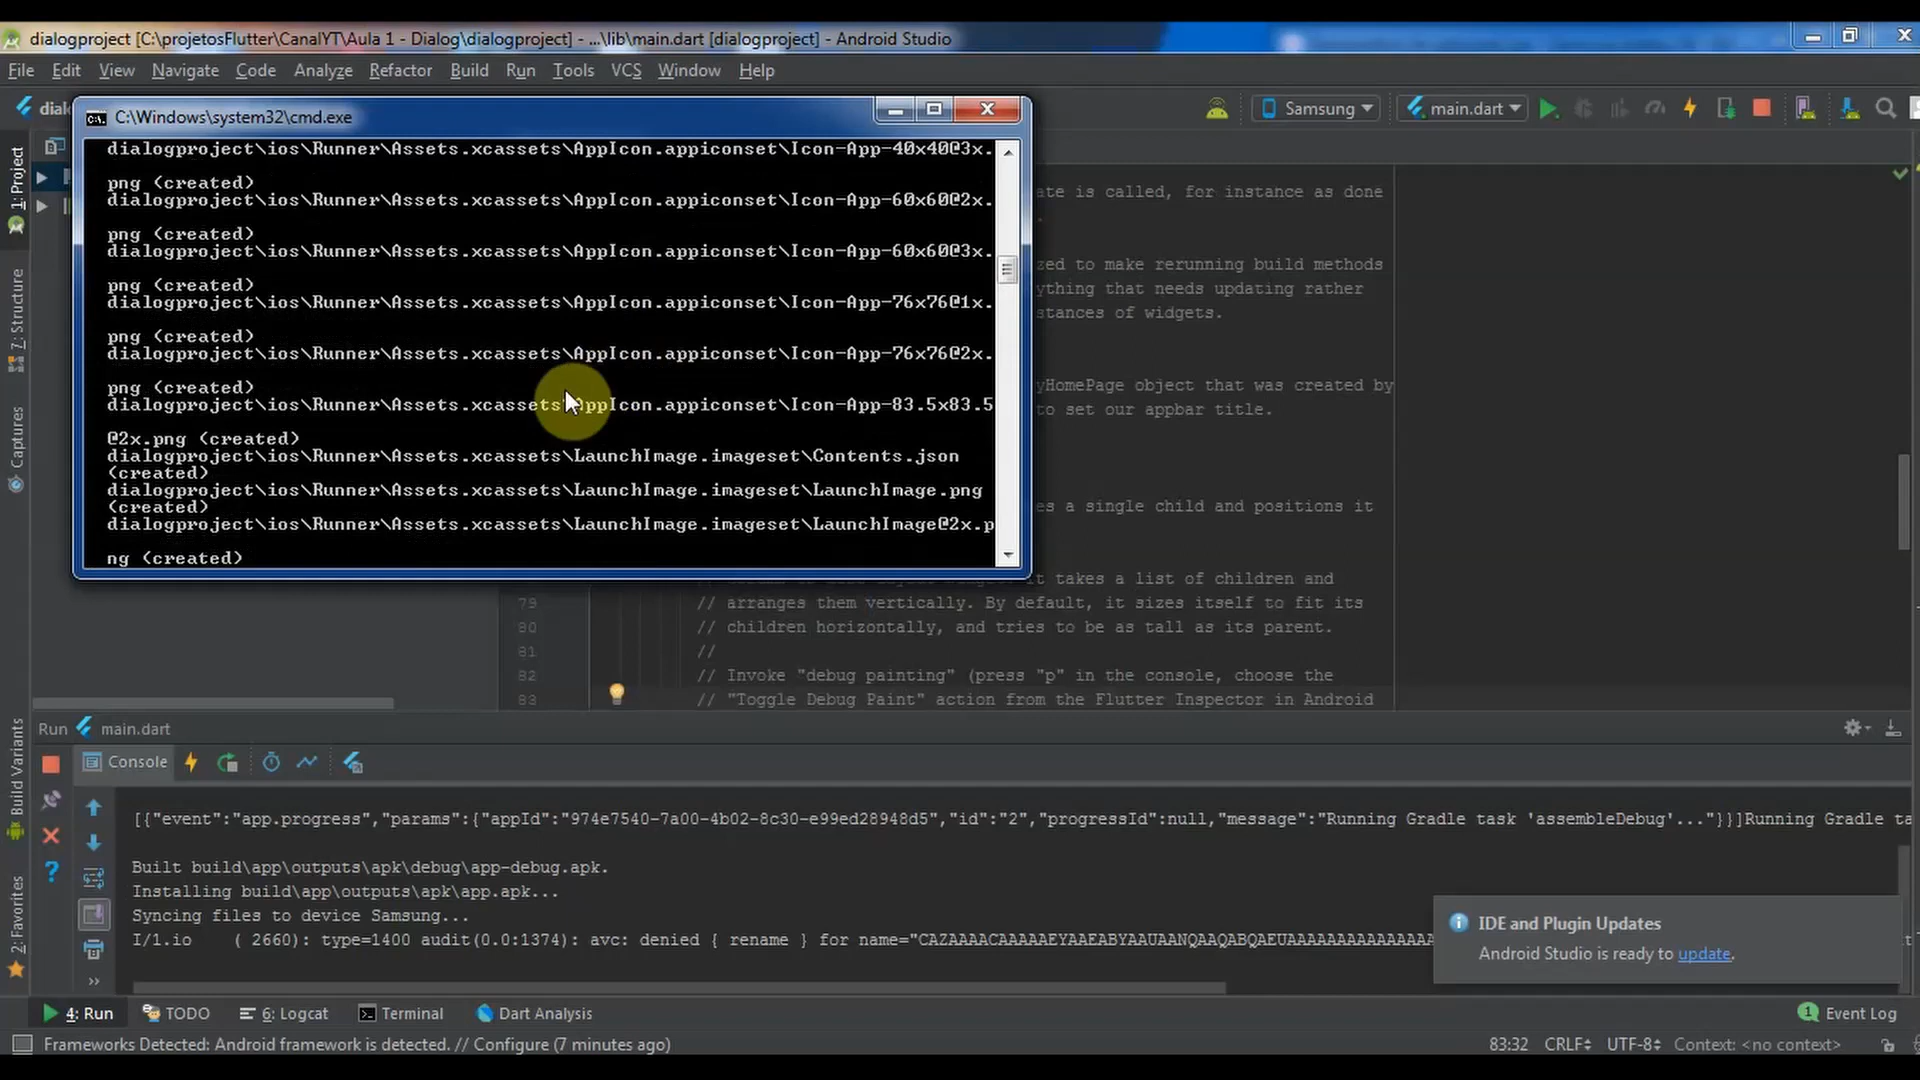 dialogproject [C:\projetosFlutter\CanalYT\Aula 1 - Dialog\dialogproject] - ...\lib\main.dart [dialogproject] - Android Studio
File Edit View Navigate Code Analyze Refactor Build Run Tools VCS Window Help
C:\Windows\system32\cmd.exe
Samsung
main.dart
dialogproject\ios\Runner\Assets.xcassets\AppIcon.appiconset\Icon-App-40x40@3x.
png (created)
dialogproject\ios\Runner\Assets.xcassets\AppIcon.appiconset\Icon-App-60x60@2x.
png (created)
dialogproject\ios\Runner\Assets.xcassets\AppIcon.appiconset\Icon-App-60x60@3x.
png (created)
dialogproject\ios\Runner\Assets.xcassets\AppIcon.appiconset\Icon-App-76x76@1x.
png (created)
dialogproject\ios\Runner\Assets.xcassets\AppIcon.appiconset\Icon-App-76x76@2x.
png (created)
dialogproject\ios\Runner\Assets.xcassets\AppIcon.appiconset\Icon-App-83.5x83.5
@2x.png (created)
dialogproject\ios\Runner\Assets.xcassets\LaunchImage.imageset\Contents.json
(created)
dialogproject\ios\Runner\Assets.xcassets\LaunchImage.imageset\LaunchImage.png
(created)
dialogproject\ios\Runner\Assets.xcassets\LaunchImage.imageset\LaunchImage@2x.p
ng (created)
1: Project
7: Structure
Captures
Build Variants
2: Favorites
ate is called, for instance as done
zed to make rerunning build methods
ything that needs updating rather
stances of widgets.
yHomePage object that was created by
to set our appbar title.
es a single child and positions it
it takes a list of children and
79 // arranges them vertically. By default, it sizes itself to fit its
80 // children horizontally, and tries to be as tall as its parent.
81 //
82 // Invoke "debug painting" (press "p" in the console, choose the
83 // "Toggle Debug Paint" action from the Flutter Inspector in Android
Run main.dart
Console
[{"event":"app.progress","params":{"appId":"974e7540-7a00-4b02-8c30-e99ed28948d5","id":"2","progressId":null,"message":"Running Gradle task 'assembleDebug'..."}}]Running Gradle ta
Built build\app\outputs\apk\debug\app-debug.apk.
Installing build\app\outputs\apk\app.apk...
Syncing files to device Samsung...
I/1.io ( 2660): type=1400 audit(0.0:1374): avc: denied { rename } for
IDE and Plugin Updates
Android Studio is ready to update.
4: Run TODO 6: Logcat Terminal Dart Analysis
1 Event Log
Frameworks Detected: Android framework is detected. // Configure (7 minutes ago)
83:32 CRLF UTF-8 Context: <no context>